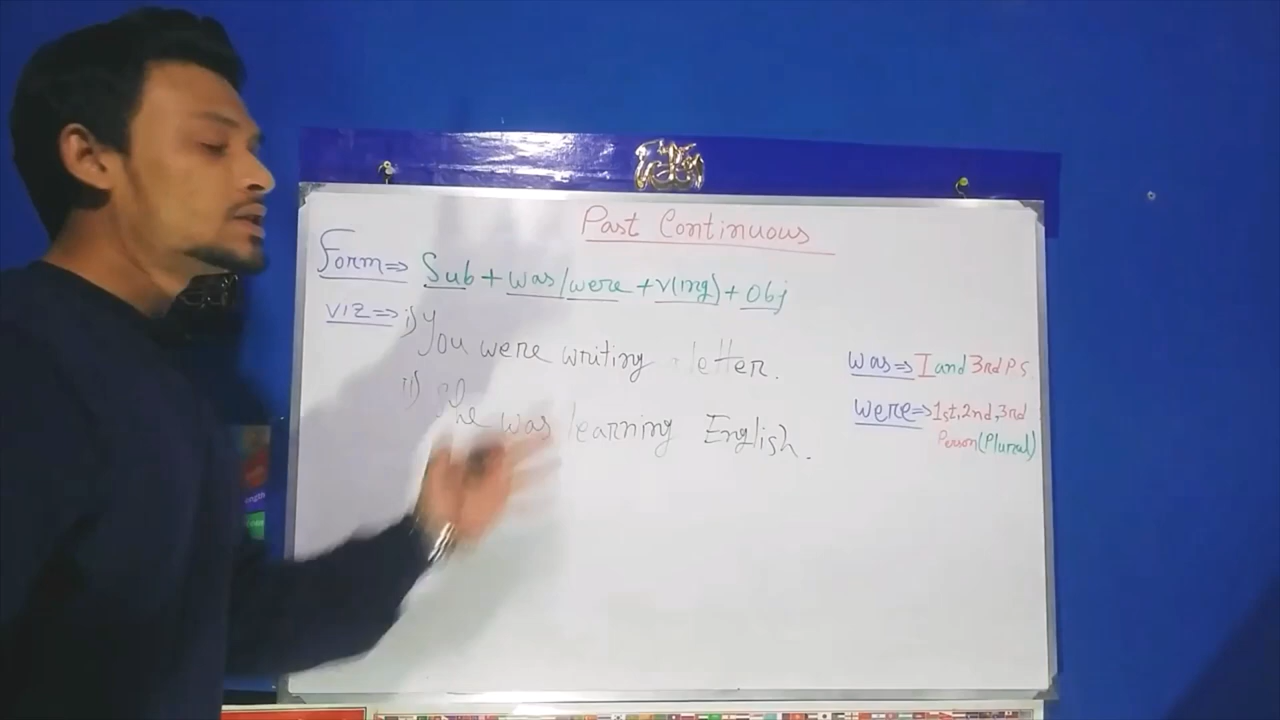 Past Continuous
Form⇒ Sub + was/were + v(ing) + Obj
viz⇒ i) You were writing letter.
ii) She was learning English.
was⇒ I and 3rd P.S.
were⇒ 1st, 2nd, 3rd
Person (Plural)